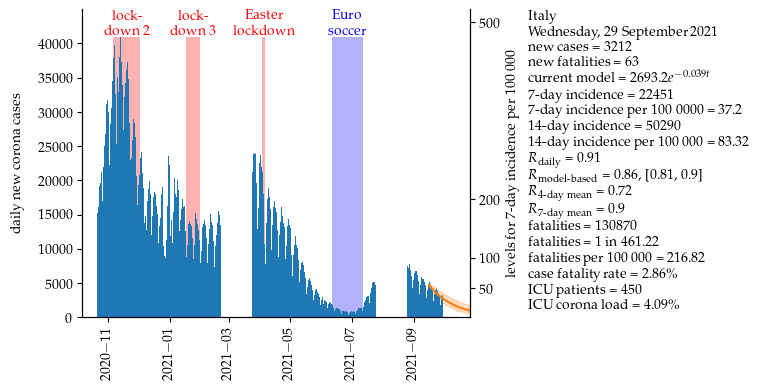 lock-
down 2
lock-
down 3
Easter
lockdown
Euro
soccer
daily new corona cases
40000
35000
30000
25000
20000
15000
10000
5000
0
2020–11
2021–01
2021–03
2021–05
2021–07
2021–09
500
200
100
50
levels for 7-day incidence per 100 000
Italy
Wednesday, 29 September 2021
new cases = 3212
new fatalities = 63
current model = 2693.2e^{−0.039t}
7-day incidence = 22451
7-day incidence per 100 0000 = 37.2
14-day incidence = 50290
14-day incidence per 100 000 = 83.32
R_daily = 0.91
R_model-based = 0.86, [0.81, 0.9]
R_4-day mean = 0.72
R_7-day mean = 0.9
fatalities = 130870
fatalities = 1 in 461.22
fatalities per 100 000 = 216.82
case fatality rate = 2.86%
ICU patients = 450
ICU corona load = 4.09%